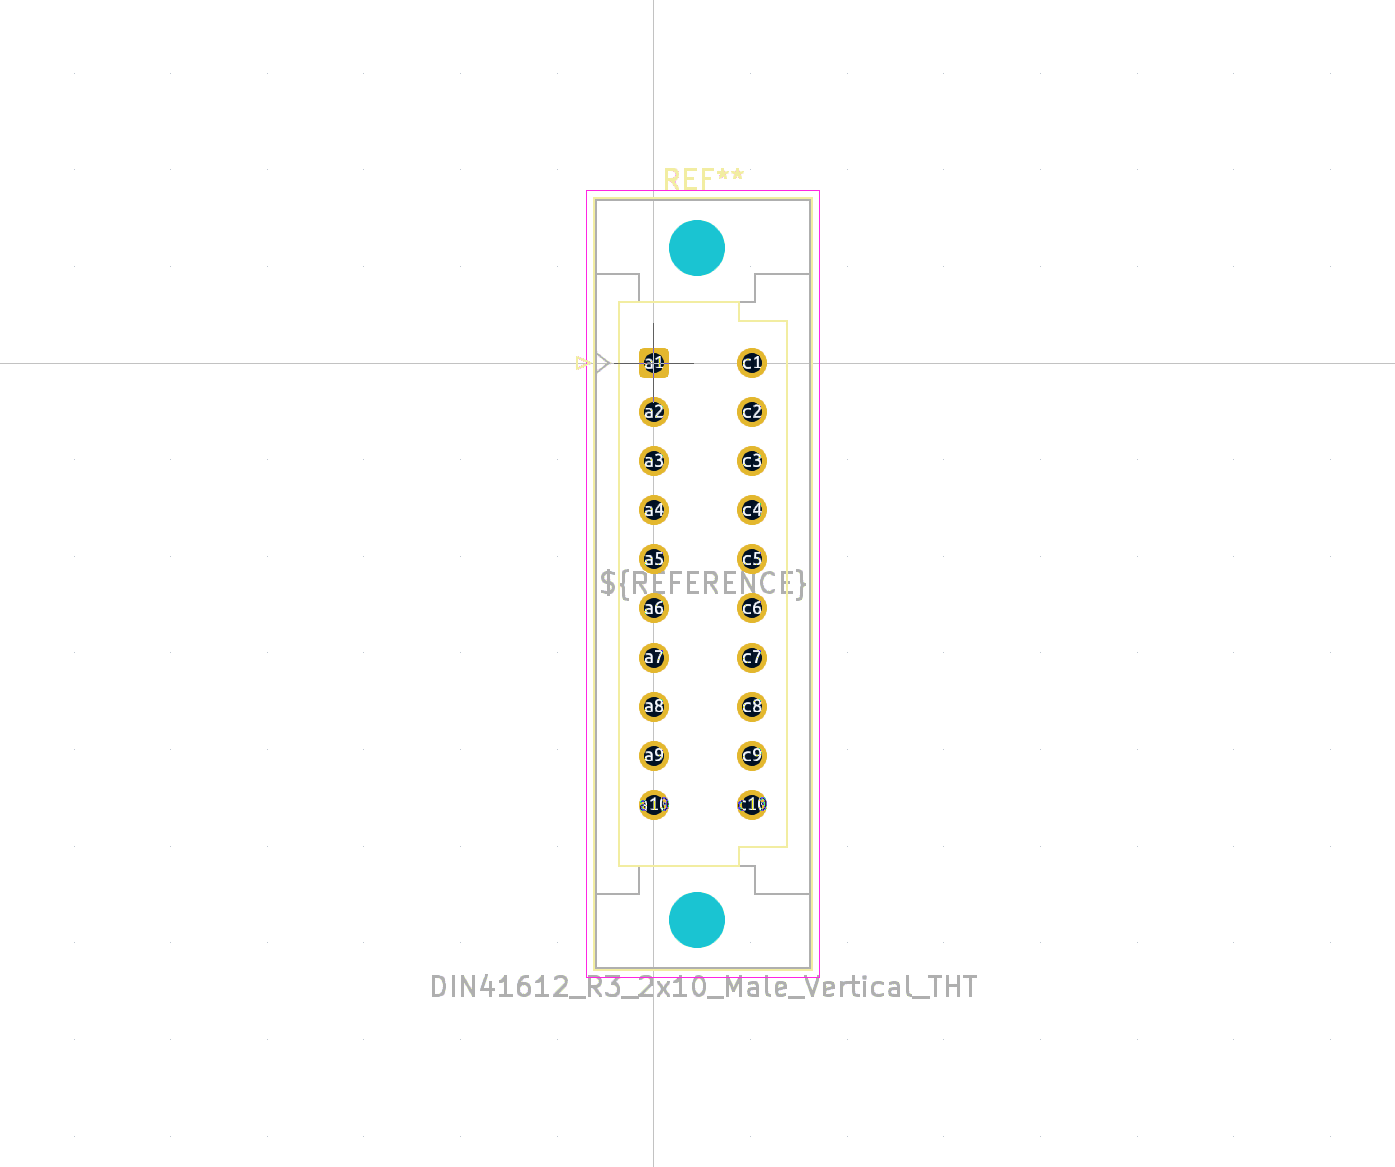 REF**
a1 c1
a2 c2
a3 c3
a4 c4
a5 c5
${REFERENCE}
a6 c6
a7 c7
a8 c8
a9 c9
a10 c10
DIN41612_R3_2x10_Male_Vertical_THT